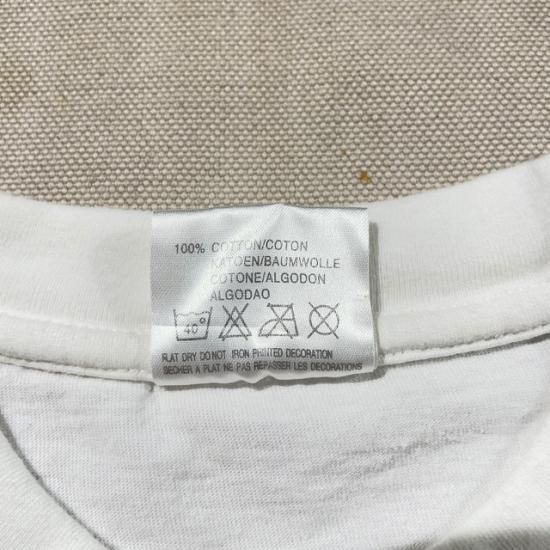 100% COTTON/COTON
KATOEN/BAUMWOLLE
COTONE/ALGODON
ALGODAO
40°
FLAT DRY DO NOT IRON PRINTED DECORATION
SECHER A PLAT NE PAS REPASSER LES DECORATIONS